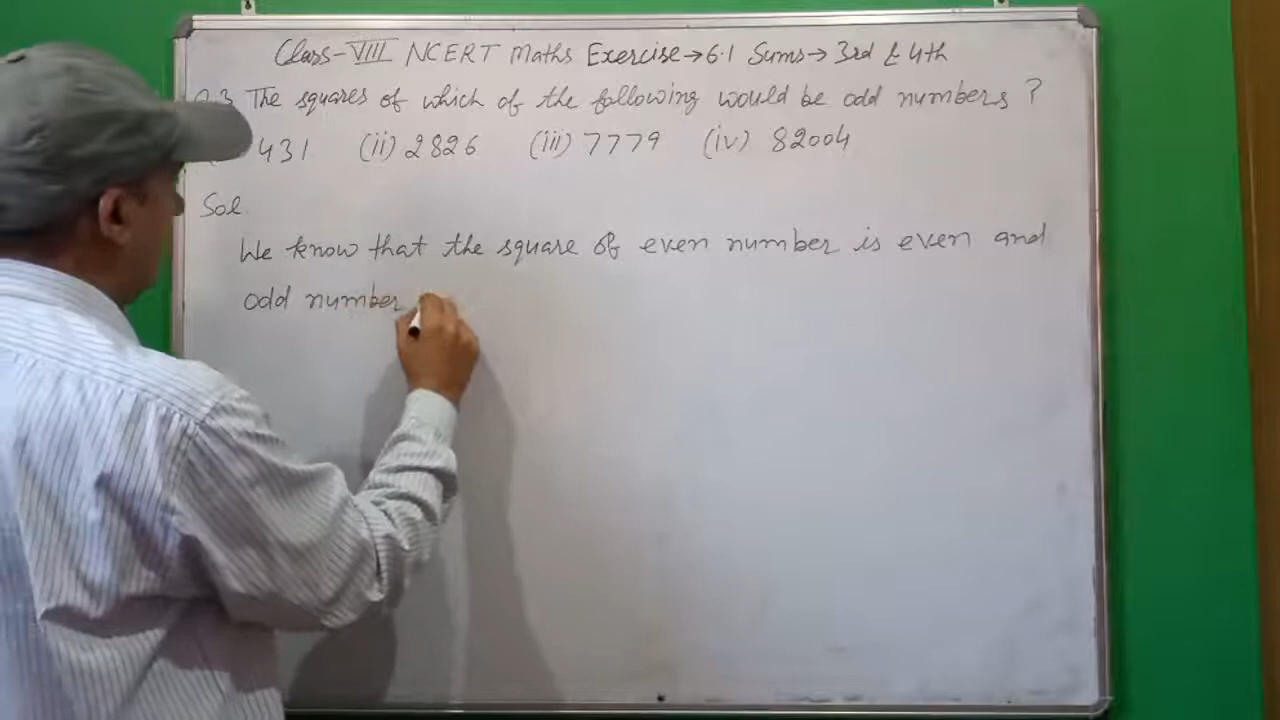 Class-VIII NCERT Maths Exercise→6.1 Sums→3rd & 4th
Q.3 The squares of which of the following would be odd numbers ?
431 (ii) 2826 (iii) 7779 (iv) 82004
Sol.
We know that the square of even number is even and
odd number